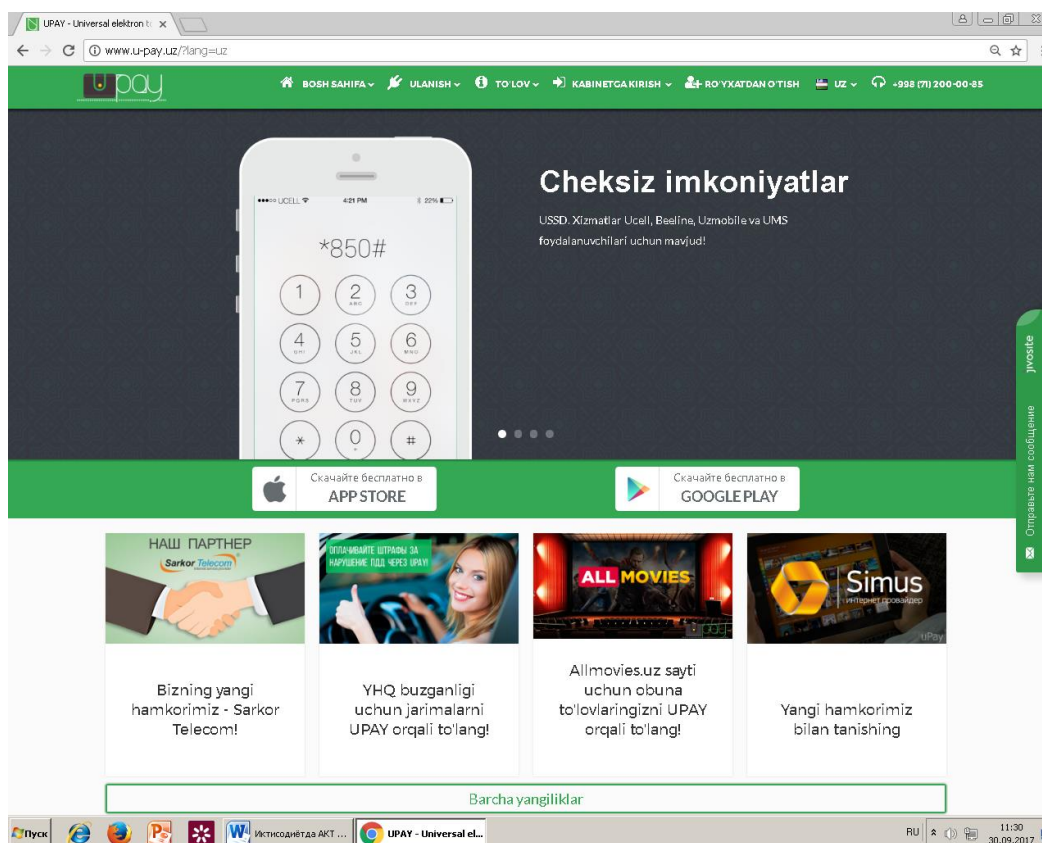 UPAY - Universal elektron t
www.u-pay.uz/?lang=uz
upay
BOSH SAHIFA
ULANISH
TO'LOV
KABINETGA KIRISH
RO'YXATDAN O'TISH
UZ
+998 (71) 200-00-85
UCELL
4:21 PM
22%
*850#
1
2
ABC
3
DEF
4
GHI
5
JKL
6
MNO
7
PQRS
8
TUV
9
WXYZ
*
0
#
Cheksiz imkoniyatlar
USSD. Xizmatlar Ucell, Beeline, Uzmobile va UMS
foydalanuvchilari uchun mavjud!
jivosite
Отправьте нам сообщение
Скачайте бесплатно в
APP STORE
Скачайте бесплатно в
GOOGLE PLAY
НАШ ПАРТНЕР
Sarkor Telecom
ОПЛАЧИВАЙТЕ ШТРАФЫ ЗА
НАРУШЕНИЕ ПДД ЧЕРЕЗ UPAY!
ALL MOVIES
Simus
интернет провайдер
uPay
Bizning yangi
hamkorimiz - Sarkor
Telecom!
YHQ buzganligi
uchun jarimalarni
UPAY orqali to'lang!
Allmovies.uz sayti
uchun obuna
to'lovlaringizni UPAY
orqali to'lang!
Yangi hamkorimiz
bilan tanishing
Barcha yangiliklar
Пуск
Иктисодиётда АКТ ...
UPAY - Universal el...
RU
11:30
30.09.2017